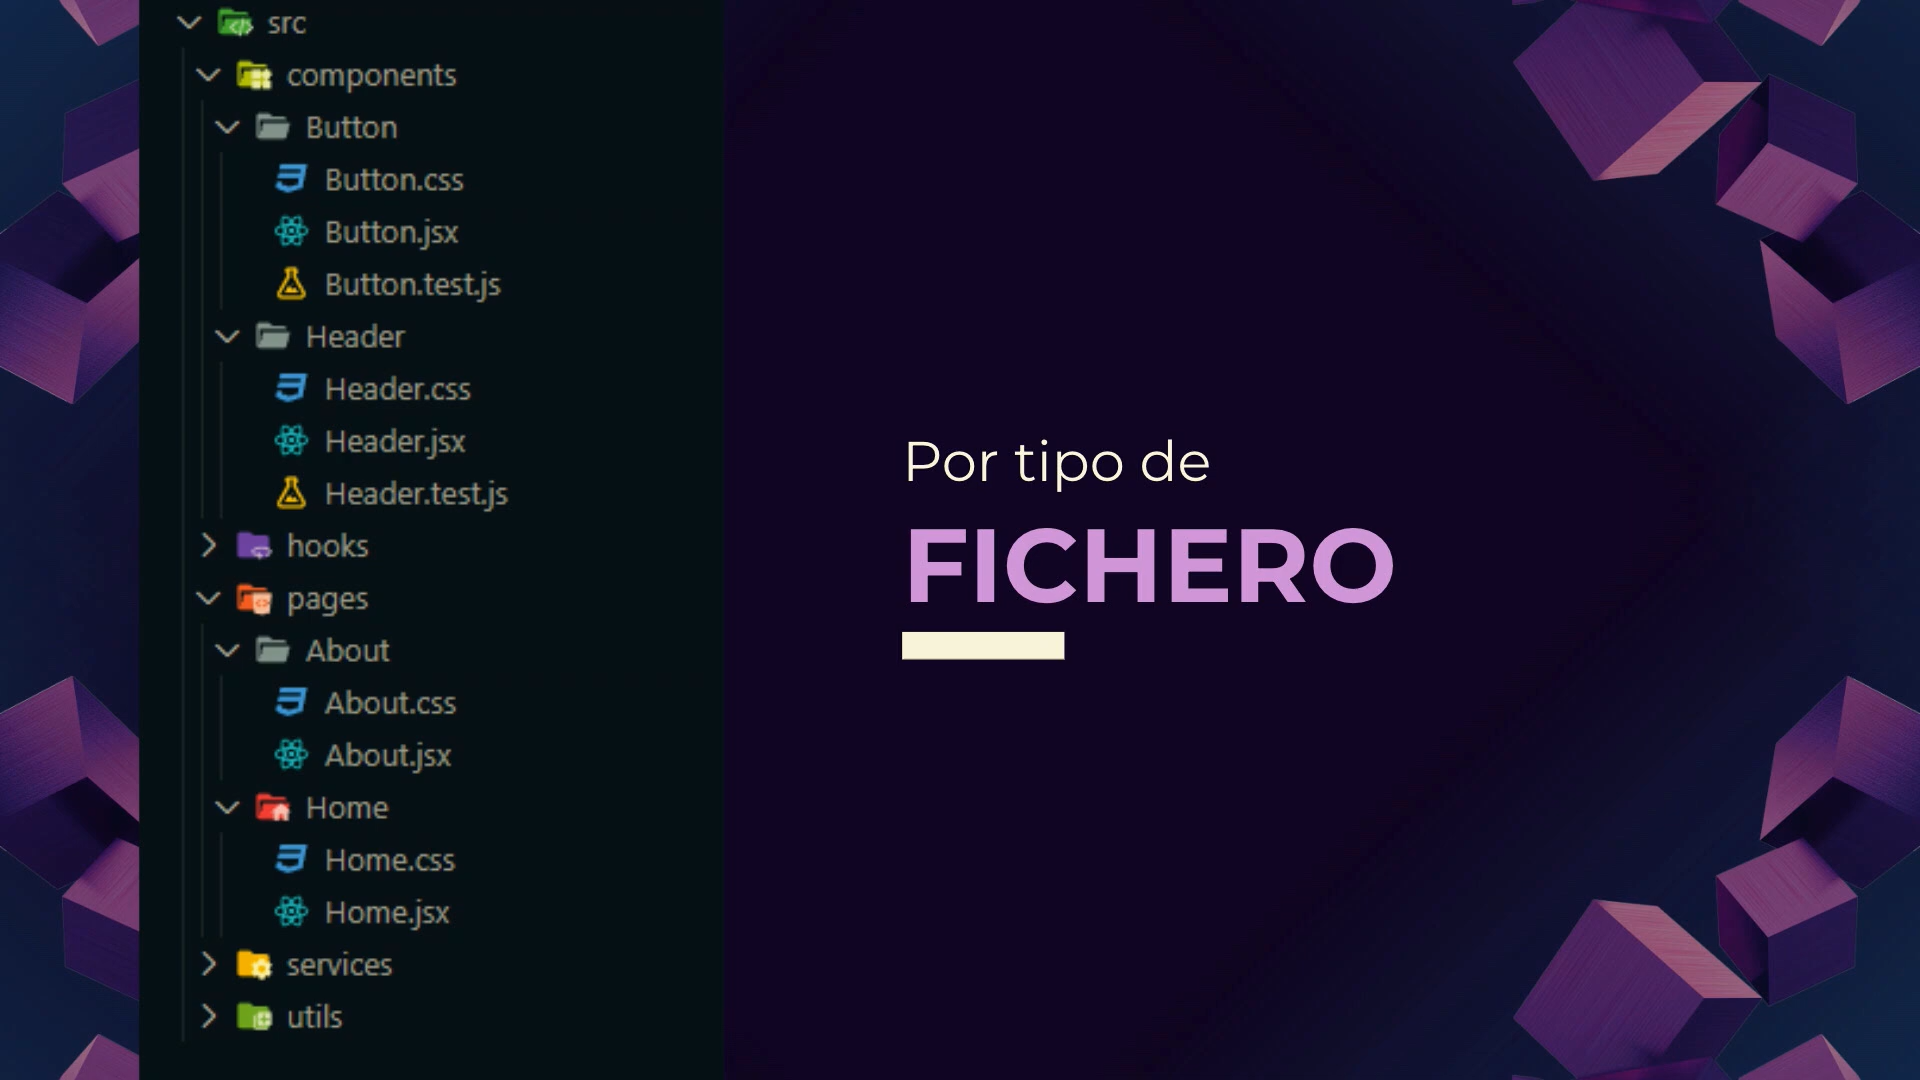 src
components
Button
Button.css
Button.jsx
Button.test.js
Header
Header.css
Header.jsx
Header.test.js
hooks
pages
About
About.css
About.jsx
Home
Home.css
Home.jsx
services
utils
Por tipo de
FICHERO